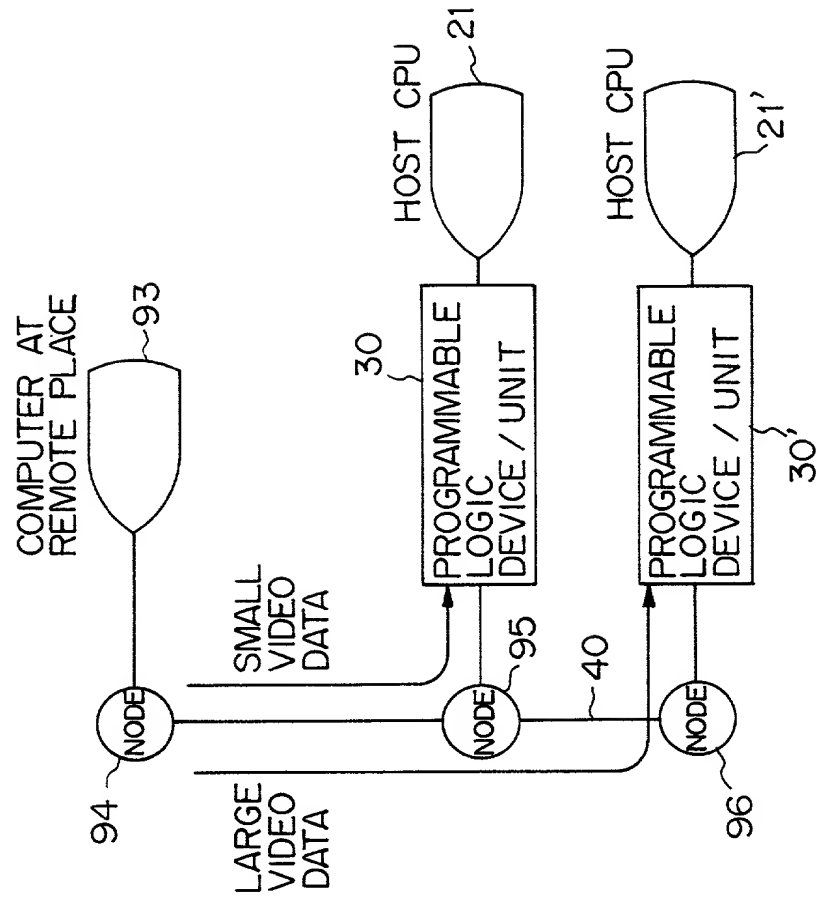 COMPUTER AT
REMOTE PLACE
93
NODE
94
SMALL
VIDEO
DATA
LARGE
VIDEO
DATA
HOST CPU
21
30
PROGRAMMABLE
LOGIC
DEVICE / UNIT
NODE
95
40
HOST CPU
21'
PROGRAMMABLE
LOGIC
DEVICE / UNIT
30'
NODE
96